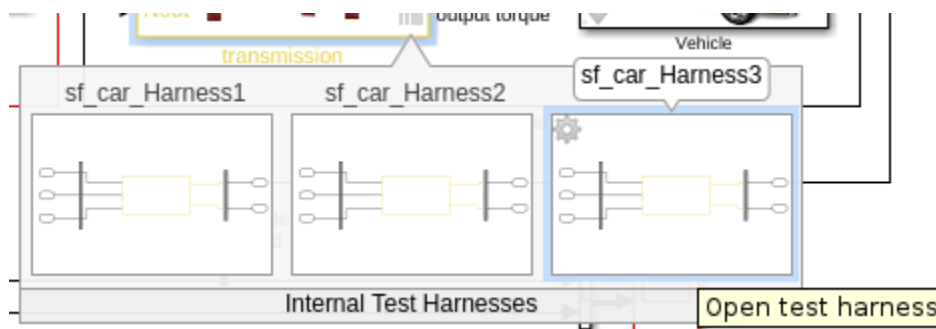 output torque
Vehicle
transmission
sf_car_Harness1
sf_car_Harness2
sf_car_Harness3
Internal Test Harnesses
Open test harness